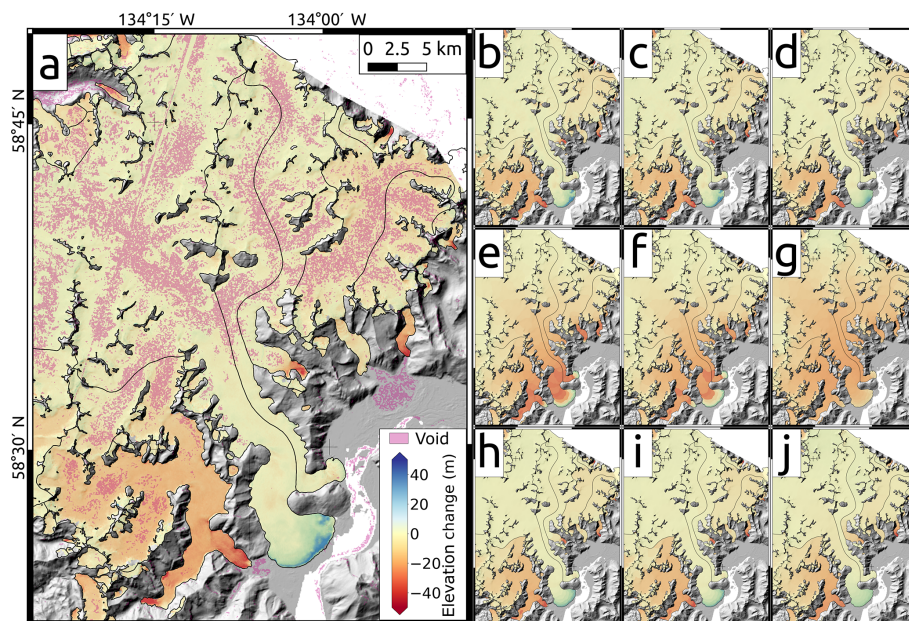 134°15′ W 134°00′ W
a
0 2.5 5 km
58°45′ N
58°30′ N
Void
Elevation change (m)
40
20
0
−20
−40
b
c
d
e
f
g
h
i
j